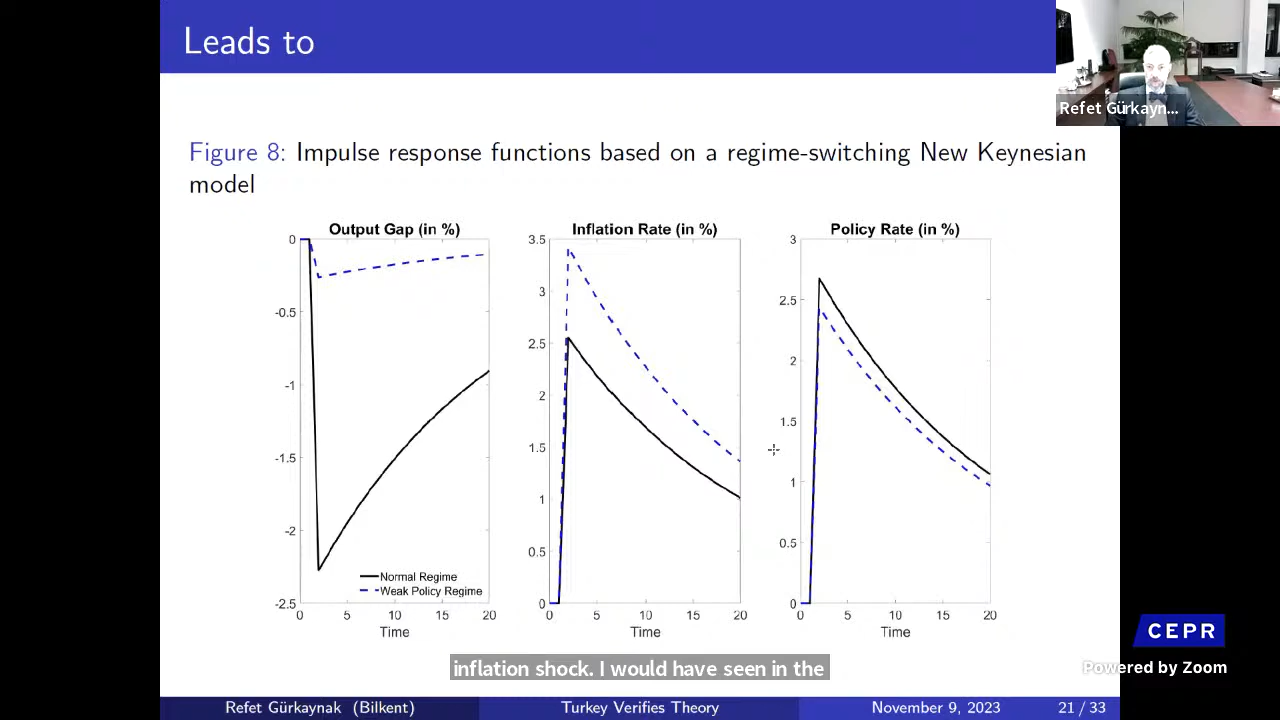 Leads to
Refet Gürkayn...
Figure 8: Impulse response functions based on a regime-switching New Keynesian
model
Output Gap (in %)
0
-0.5
-1
-1.5
-2
-2.5
0 5 10 15 20
Time
Normal Regime
Weak Policy Regime
Inflation Rate (in %)
3.5
3
2.5
2
1.5
1
0.5
0
0 5 10 15 20
Time
Policy Rate (in %)
3
2.5
2
1.5
1
0.5
0
0 5 10 15 20
Time
CEPR
Powered by Zoom
inflation shock. I would have seen in the
Refet Gürkaynak (Bilkent) Turkey Verifies Theory November 9, 2023 21 / 33